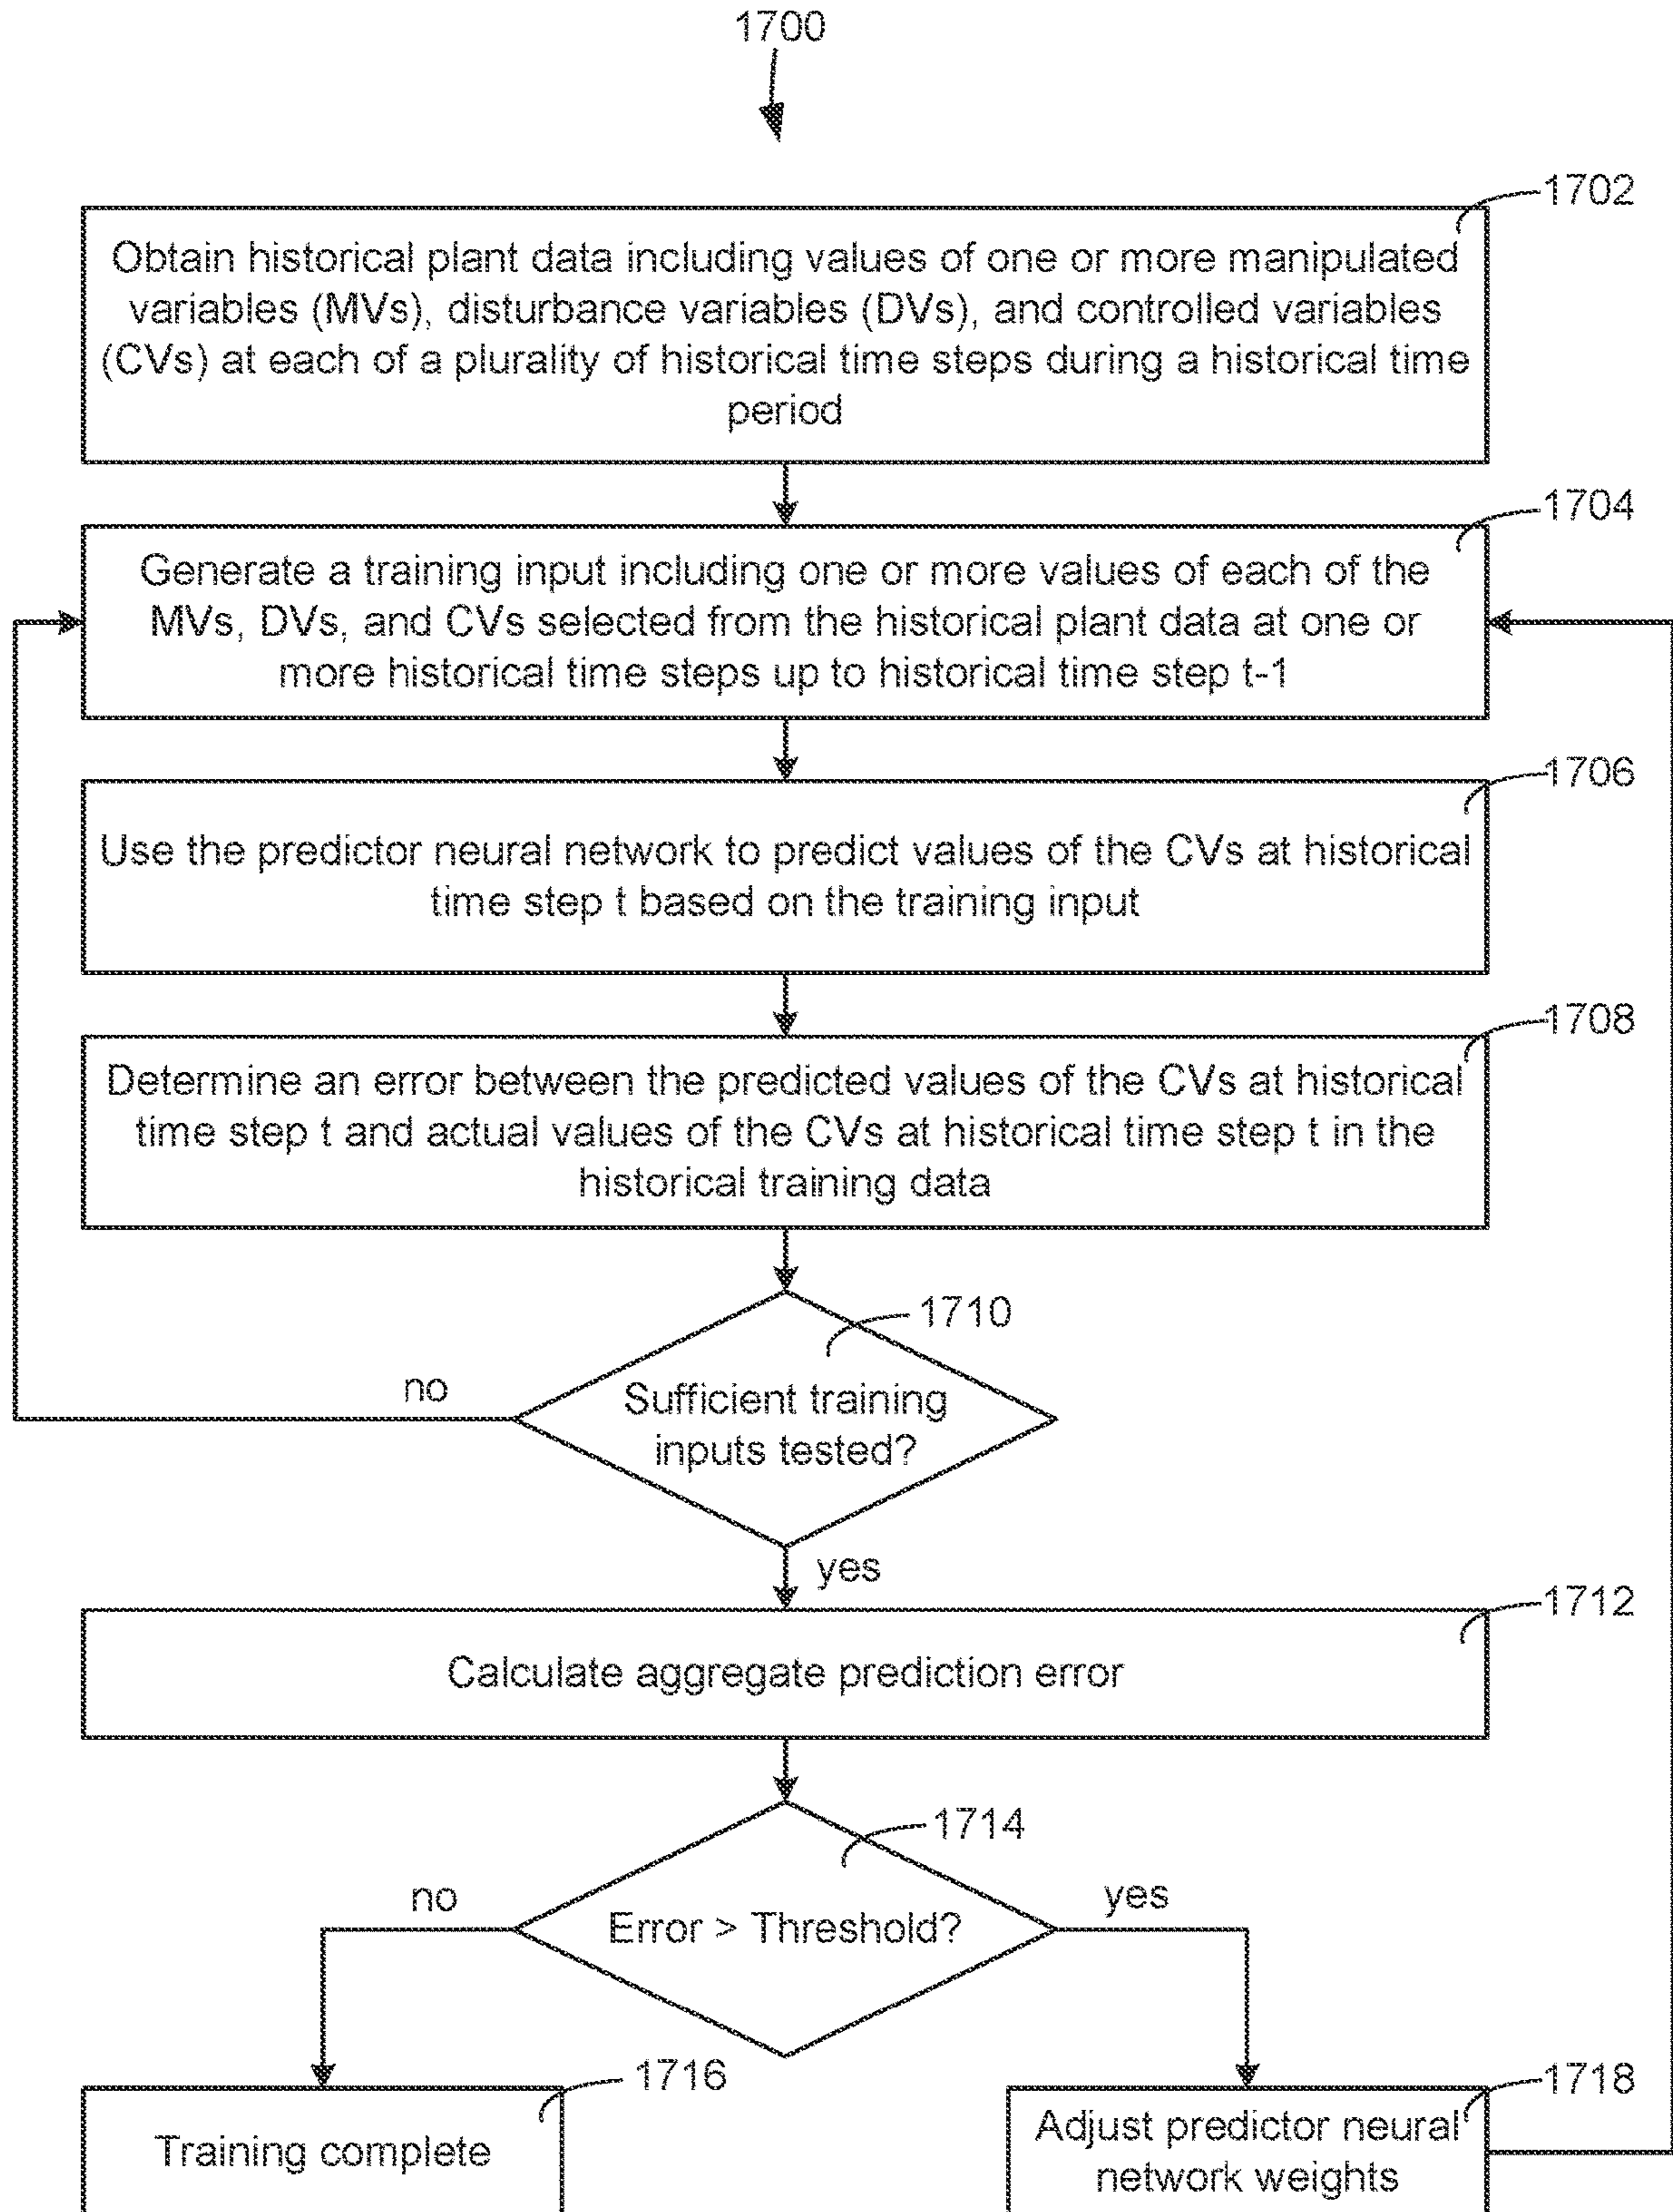 1700
1702
Obtain historical plant data including values of one or more manipulated
variables (MVs), disturbance variables (DVs), and controlled variables
(CVs) at each of a plurality of historical time steps during a historical time
period
1704
Generate a training input including one or more values of each of the
MVs, DVs, and CVs selected from the historical plant data at one or
more historical time steps up to historical time step t-1
1706
Use the predictor neural network to predict values of the CVs at historical
time step t based on the training input
1708
Determine an error between the predicted values of the CVs at historical
time step t and actual values of the CVs at historical time step t in the
historical training data
1710
no
Sufficient training
inputs tested?
yes
1712
Calculate aggregate prediction error
1714
no
yes
Error > Threshold?
1716
Training complete
1718
Adjust predictor neural
network weights